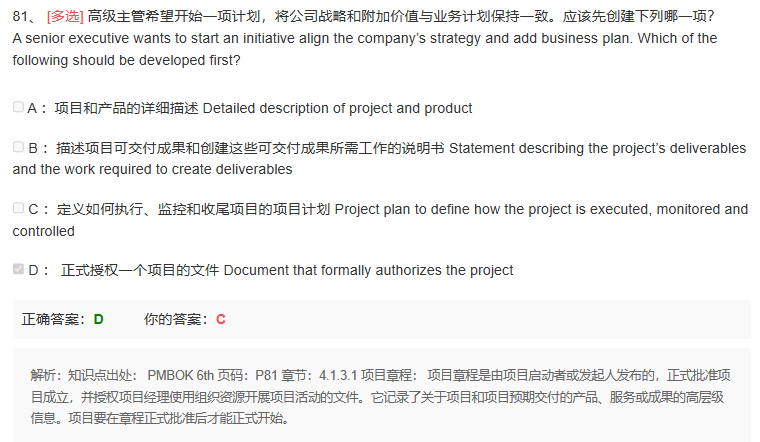 81、 [多选] 高级主管希望开始一项计划，将公司战略和附加价值与业务计划保持一致。应该先创建下列哪一项？
A senior executive wants to start an initiative align the company's strategy and add business plan. Which of the
following should be developed first?
A： 项目和产品的详细描述 Detailed description of project and product
B： 描述项目可交付成果和创建这些可交付成果所需工作的说明书 Statement describing the project's deliverables
and the work required to create deliverables
C： 定义如何执行、监控和收尾项目的项目计划 Project plan to define how the project is executed, monitored and
controlled
D： 正式授权一个项目的文件 Document that formally authorizes the project
正确答案：D 你的答案：C
解析：知识点出处： PMBOK 6th 页码：P81 章节：4.1.3.1 项目章程： 项目章程是由项目启动者或发起人发布的，正式批准项
目成立，并授权项目经理使用组织资源开展项目活动的文件。它记录了关于项目和项目预期交付的产品、服务或成果的高层级
信息。项目要在章程正式批准后才能正式开始。